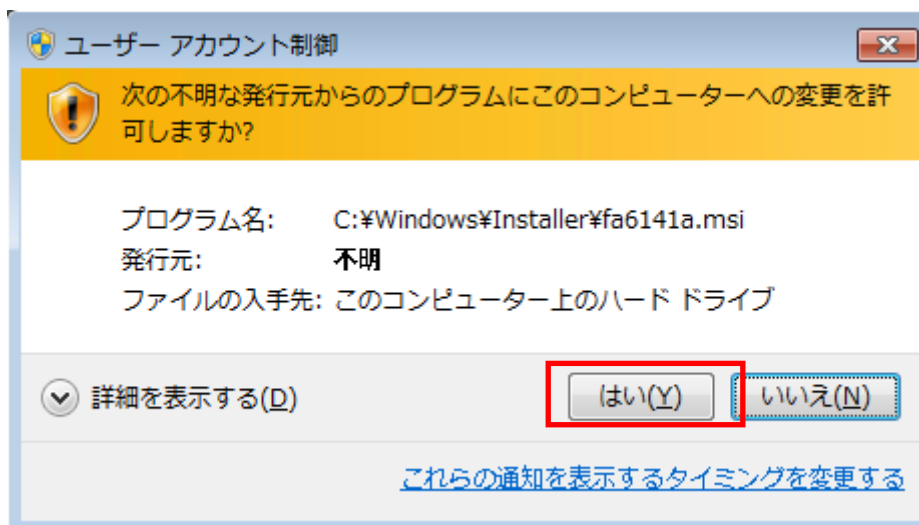 ユーザー アカウント制御
次の不明な発行元からのプログラムにこのコンピューターへの変更を許
可しますか?
プログラム名: C:¥Windows¥Installer¥fa6141a.msi
発行元: 不明
ファイルの入手先: このコンピューター上のハード ドライブ
詳細を表示する(D) はい(Y) いいえ(N)
これらの通知を表示するタイミングを変更する